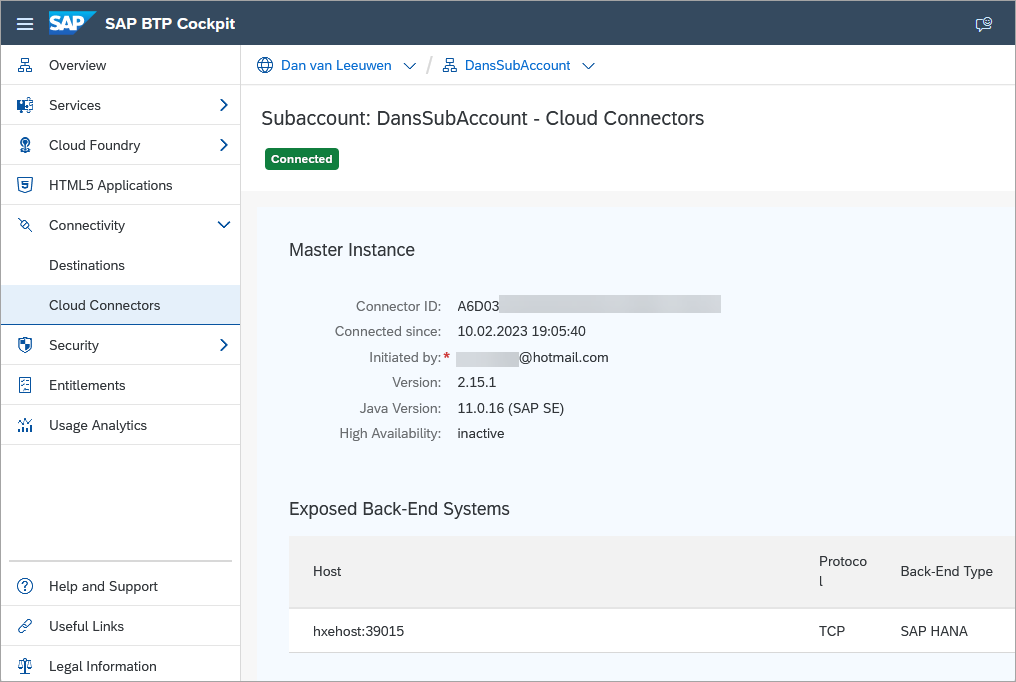 SAP SAP BTP Cockpit
Overview
Services
Cloud Foundry
HTML5 Applications
Connectivity
Destinations
Cloud Connectors
Security
Entitlements
Usage Analytics
Help and Support
Useful Links
Legal Information
Dan van Leeuwen / DansSubAccount
Subaccount: DansSubAccount - Cloud Connectors
Connected
Master Instance
Connector ID: A6D03
Connected since: 10.02.2023 19:05:40
Initiated by:* @hotmail.com
Version: 2.15.1
Java Version: 11.0.16 (SAP SE)
High Availability: inactive
Exposed Back-End Systems
Host Protocol Back-End Type
hxehost:39015 TCP SAP HANA